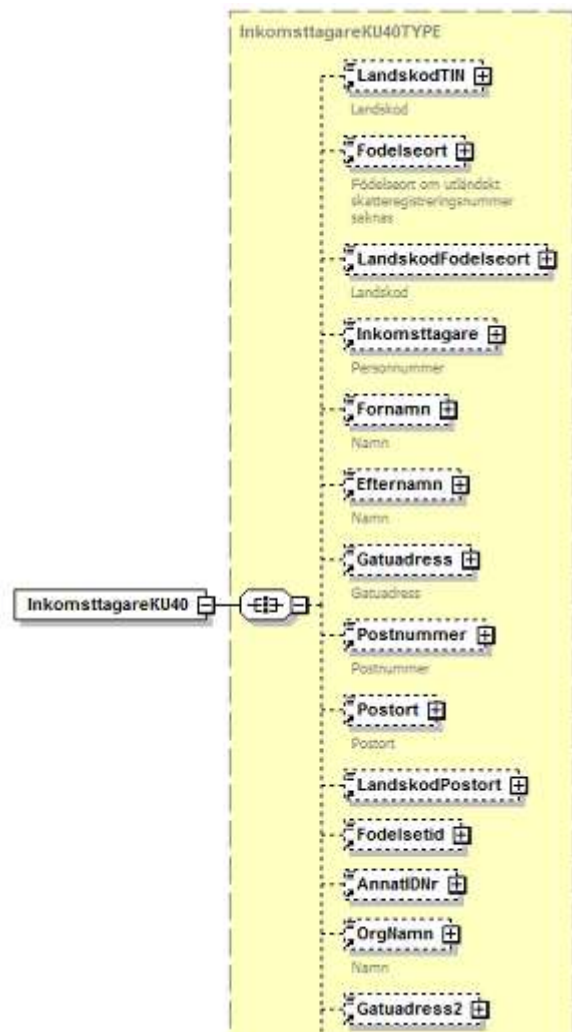 InkomsttagareKU40TYPE
LandskodTIN
Landskod
Fodelseort
Födelseort om utländskt
skatteregistreringsnummer
saknas
LandskodFodelseort
Landskod
Inkomsttagare
Personnummer
Fornamn
Namn
Efternamn
Namn
Gatuadress
Gatuadress
InkomsttagareKU40
Postnummer
Postnummer
Postort
Postort
LandskodPostort
Fodelsetid
AnnatIDNr
OrgNamn
Namn
Gatuadress2